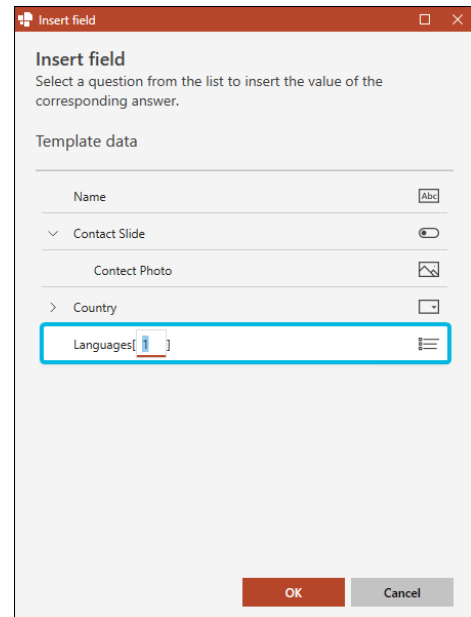 Insert field
Insert field
Select a question from the list to insert the value of the
corresponding answer.
Template data
Name Abc
Contact Slide
Contect Photo
Country
Languages[ 1 ]
OK Cancel